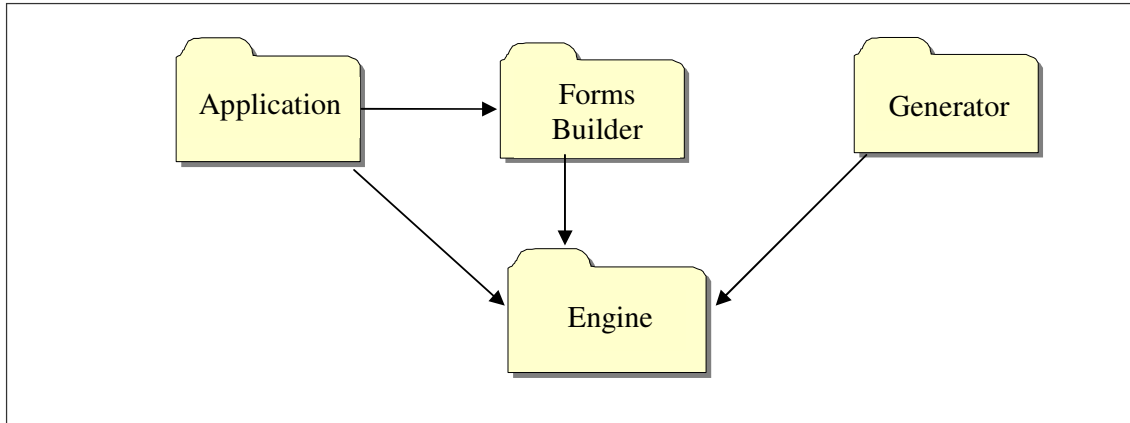 Application
Forms
Builder
Generator
Engine